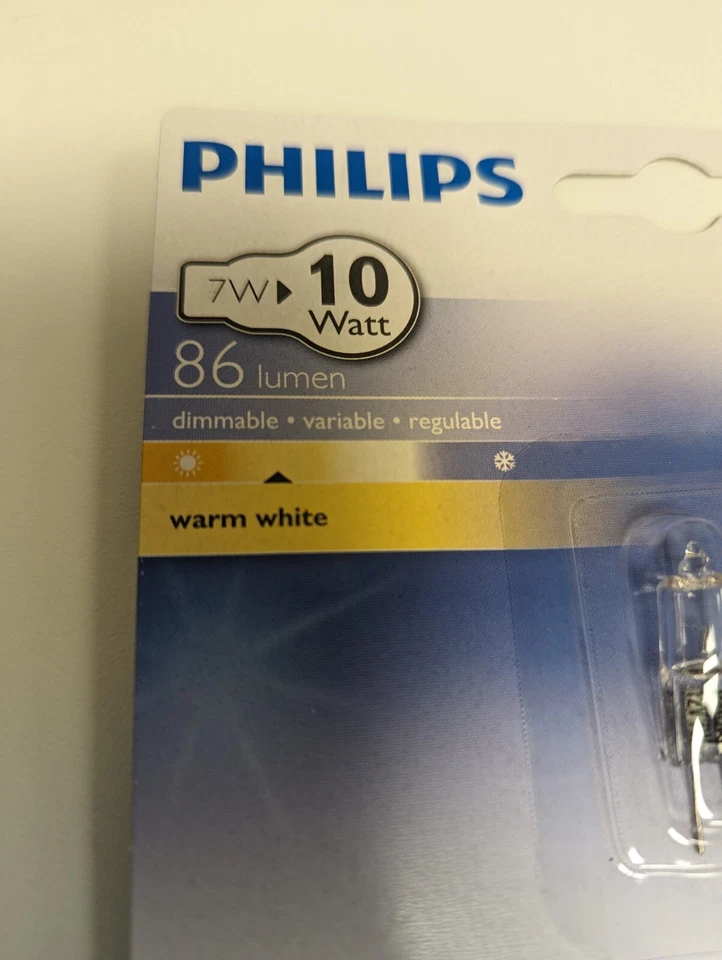 PHILIPS
7W 10
Watt
86 lumen
dimmable • variable • regulable
warm white